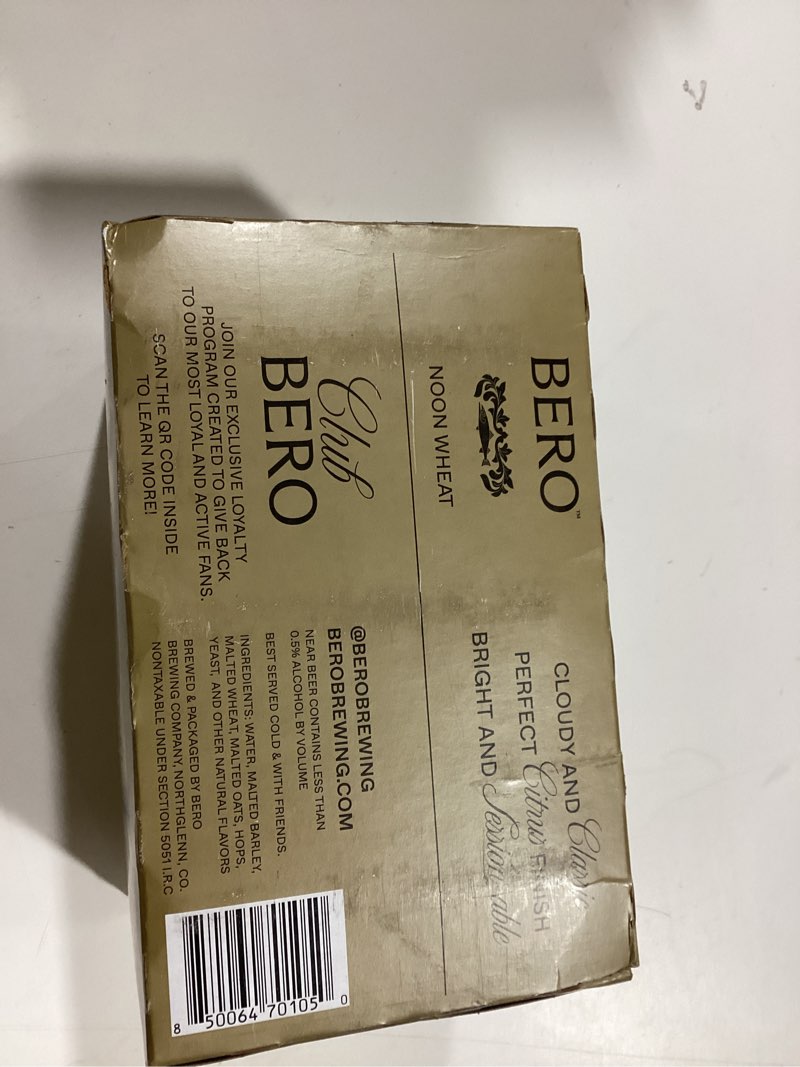 BERO™
NOON WHEAT
CLOUDY AND Classic
PERFECT Citrus FINISH
BRIGHT AND Session-able
Club
BERO
JOIN OUR EXCLUSIVE LOYALTY
PROGRAM CREATED TO GIVE BACK
TO OUR MOST LOYAL AND ACTIVE FANS.
SCAN THE QR CODE INSIDE
TO LEARN MORE!
@BEROBREWING
BEROBREWING.COM
NEAR BEER CONTAINS LESS THAN
0.5% ALCOHOL BY VOLUME
BEST SERVED COLD & WITH FRIENDS.
INGREDIENTS: WATER, MALTED BARLEY,
MALTED WHEAT, MALTED OATS, HOPS,
YEAST, AND OTHER NATURAL FLAVORS
BREWED & PACKAGED BY BERO
BREWING COMPANY, NORTHGLENN, CO.
NONTAXABLE UNDER SECTION 5051 I.R.C
8 50064 70105 0